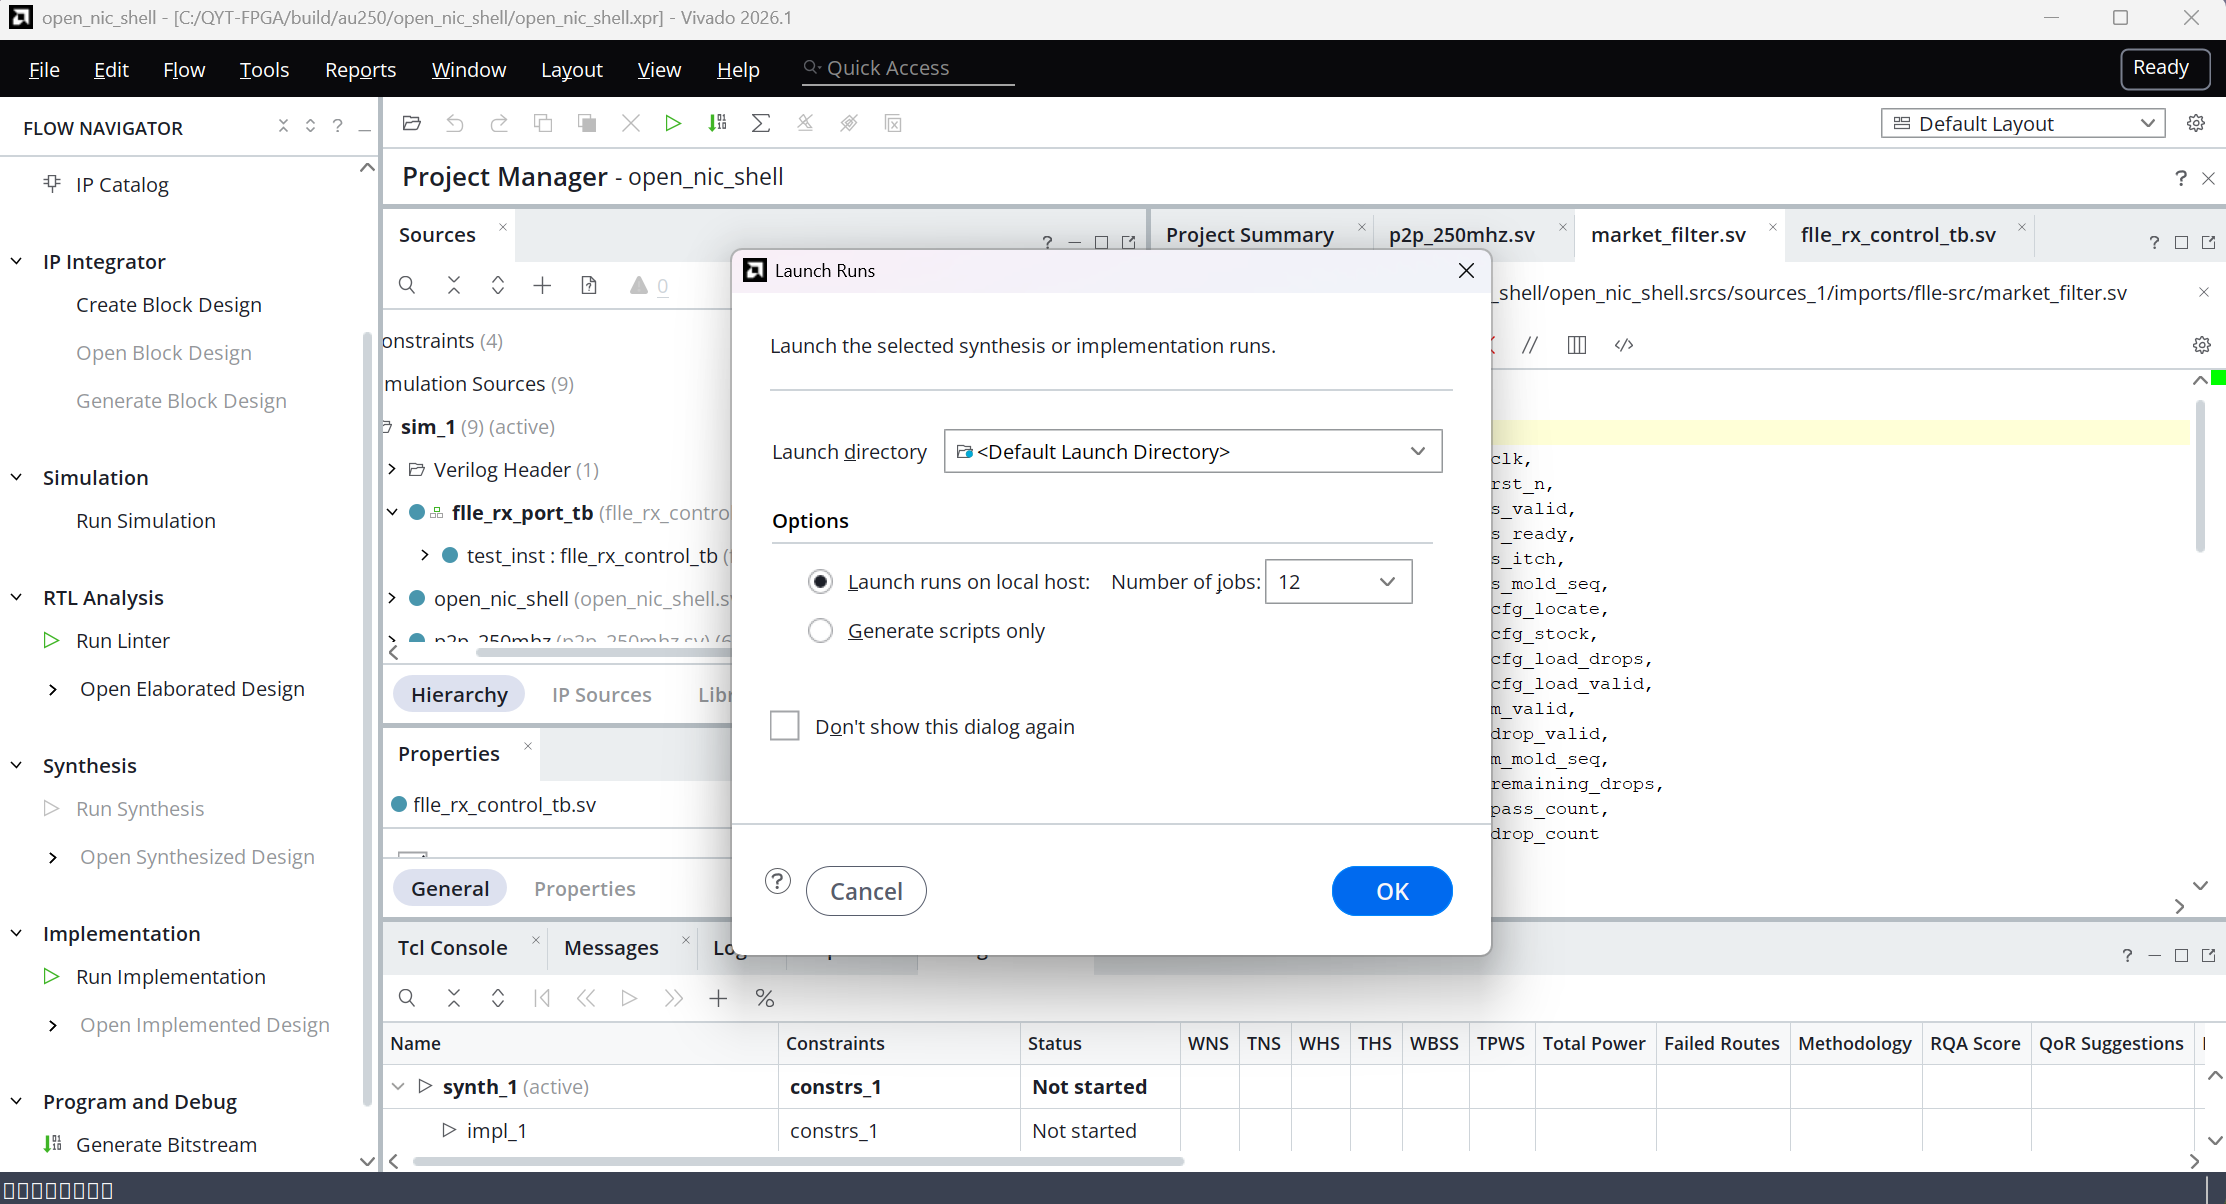 open_nic_shell - [C:/QYT-FPGA/build/au250/open_nic_shell/open_nic_shell.xpr] - Vivado 2026.1
File Edit Flow Tools Reports Window Layout View Help Quick Access Ready
FLOW NAVIGATOR ?
Default Layout
IP Catalog
IP Integrator
Create Block Design
Open Block Design
Generate Block Design
Simulation
Run Simulation
RTL Analysis
Run Linter
Open Elaborated Design
Synthesis
Run Synthesis
Open Synthesized Design
Implementation
Run Implementation
Open Implemented Design
Program and Debug
Generate Bitstream
Project Manager - open_nic_shell ?
Sources ?
0
onstraints (4)
mulation Sources (9)
sim_1 (9) (active)
Verilog Header (1)
flle_rx_port_tb (flle_rx_contro
test_inst : flle_rx_control_tb
open_nic_shell (open_nic_shell.s
p2p_250mhz (p2p_250mhz.sv) (6
Hierarchy IP Sources Lib
Properties
flle_rx_control_tb.sv
General Properties
Project Summary p2p_250mhz.sv market_filter.sv flle_rx_control_tb.sv ?
_shell/open_nic_shell.srcs/sources_1/imports/flle-src/market_filter.sv
// </>
clk,
rst_n,
s_valid,
s_ready,
s_itch,
s_mold_seq,
cfg_locate,
cfg_stock,
cfg_load_drops,
cfg_load_valid,
m_valid,
drop_valid,
m_mold_seq,
remaining_drops,
pass_count,
drop_count
Launch Runs
Launch the selected synthesis or implementation runs.
Launch directory <Default Launch Directory>
Options
Launch runs on local host: Number of jobs: 12
Generate scripts only
Don't show this dialog again
? Cancel OK
Tcl Console Messages Lo ?
%
Name Constraints Status WNS TNS WHS THS WBSS TPWS Total Power Failed Routes Methodology RQA Score QoR Suggestions
synth_1 (active) constrs_1 Not started
impl_1 constrs_1 Not started